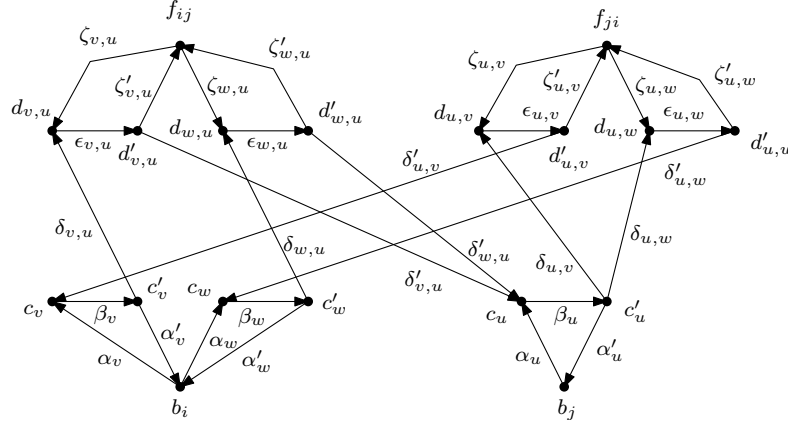 f_{ij} f_{ji}
ζ_{v,u} ζ'_{w,u} ζ_{u,v} ζ'_{u,w}
ζ'_{v,u} ζ_{w,u} ζ'_{u,v} ζ_{u,w}
d_{v,u} d_{w,u} d'_{w,u} d_{u,v} d_{u,w} d'_{u,w}
ϵ_{v,u} ϵ_{w,u} ϵ_{u,v} ϵ_{u,w}
d'_{v,u} d'_{u,v}
δ'_{u,v} δ'_{u,w}
δ_{v,u} δ_{w,u} δ'_{w,u} δ_{u,v} δ_{u,w}
δ'_{v,u}
c_v c'_v c_w c'_w c_u c'_u
β_v β_w β_u
α_v α'_v α_w α'_w α_u α'_u
b_i b_j